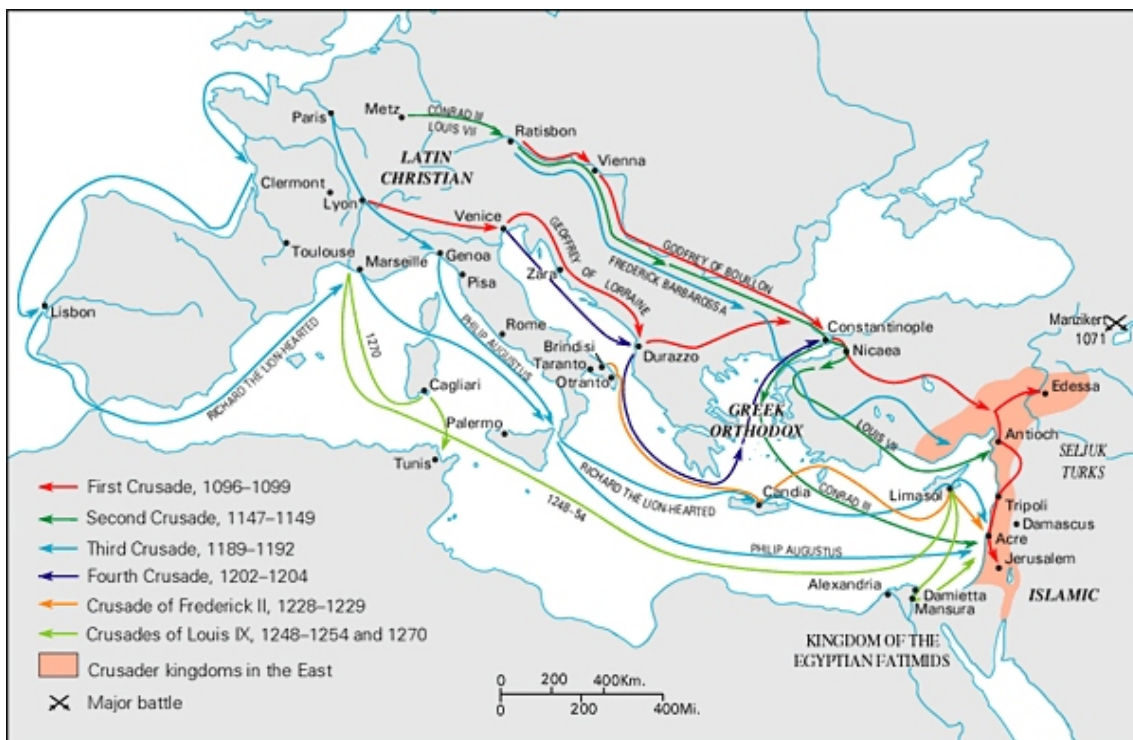 Paris
Metz
CONRAD III
LOUIS VII
Ratisbon
LATIN
CHRISTIAN
Vienna
Clermont
Lyon
Venice
GEOFFREY OF LORRAINE
GODFREY OF BOUILLON
FREDERICK BARBAROSSA
Toulouse
Marseille
Genoa
Pisa
Zara
Lisbon
RICHARD THE LION-HEARTED
1270
PHILIP AUGUSTUS
Rome
Brindisi
Taranto
Otranto
Durazzo
Constantinople
Nicaea
Manzikert
1071
Cagliari
Palermo
Tunis
GREEK
ORTHODOX
LOUIS VII
Edessa
Antioch
SELJUK
TURKS
RICHARD THE LION-HEARTED
Candia
CONRAD III
Limasol
Tripoli
Damascus
1248–54
PHILIP AUGUSTUS
Acre
Jerusalem
Alexandria
Damietta
Mansura
ISLAMIC
KINGDOM OF THE
EGYPTIAN FATIMIDS
First Crusade, 1096–1099
Second Crusade, 1147–1149
Third Crusade, 1189–1192
Fourth Crusade, 1202–1204
Crusade of Frederick II, 1228–1229
Crusades of Louis IX, 1248–1254 and 1270
Crusader kingdoms in the East
Major battle
0 200 400Km.
0 200 400Mi.